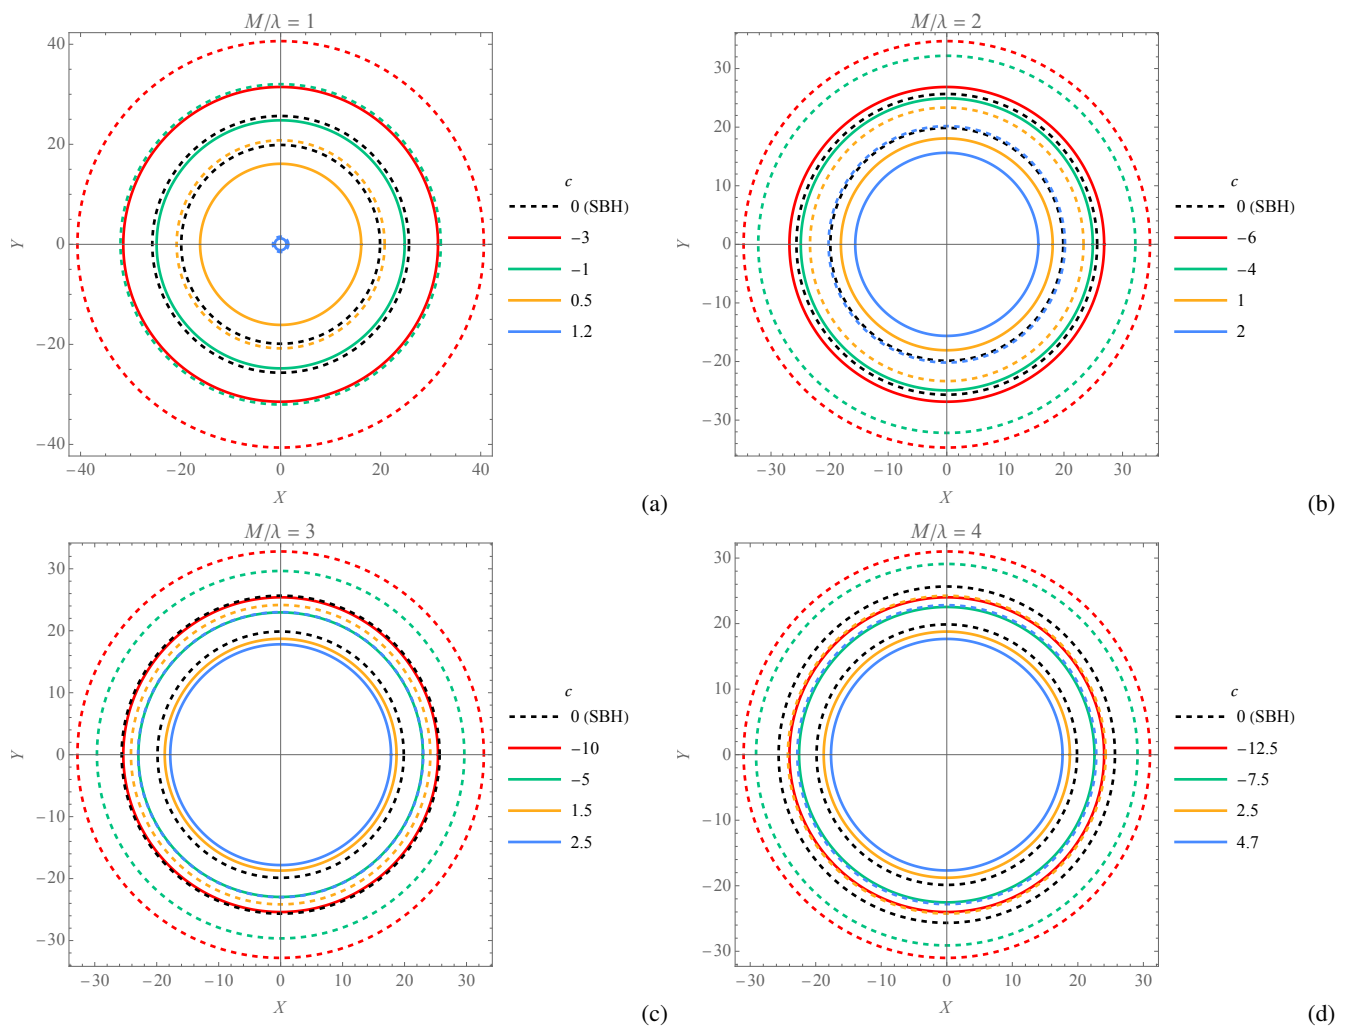 M/λ = 1
40
20
0
−20
−40
Y
−40 −20 0 20 40
X
c
0 (SBH)
−3
−1
0.5
1.2
(a)
M/λ = 2
30
20
10
0
−10
−20
−30
Y
−30 −20 −10 0 10 20 30
X
c
0 (SBH)
−6
−4
1
2
(b)
M/λ = 3
30
20
10
0
−10
−20
−30
Y
−30 −20 −10 0 10 20 30
X
c
0 (SBH)
−10
−5
1.5
2.5
(c)
M/λ = 4
30
20
10
0
−10
−20
−30
Y
−30 −20 −10 0 10 20 30
X
c
0 (SBH)
−12.5
−7.5
2.5
4.7
(d)